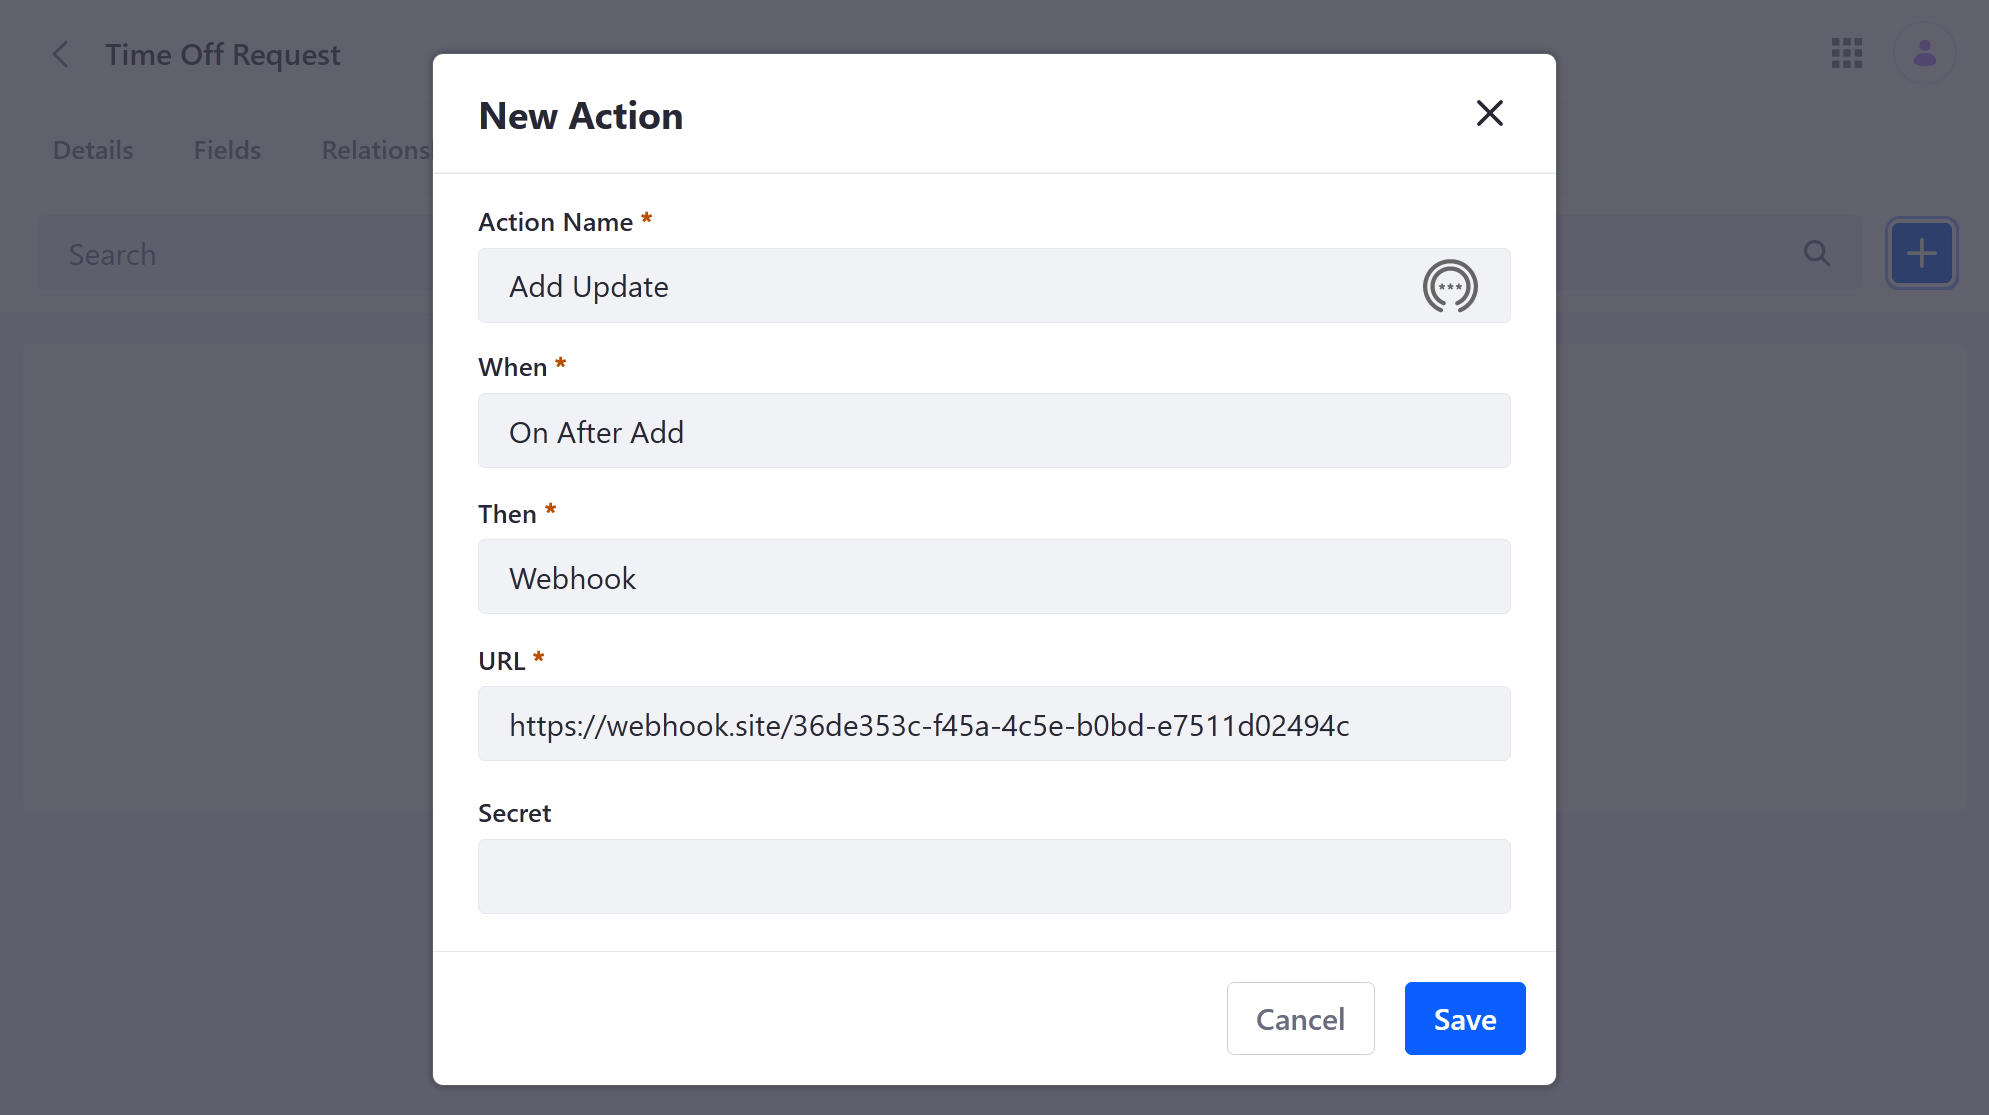 Time Off Request
Details Fields Relations
Search
New Action
Action Name *
Add Update
When *
On After Add
Then *
Webhook
URL *
https://webhook.site/36de353c-f45a-4c5e-b0bd-e7511d02494c
Secret
Cancel Save